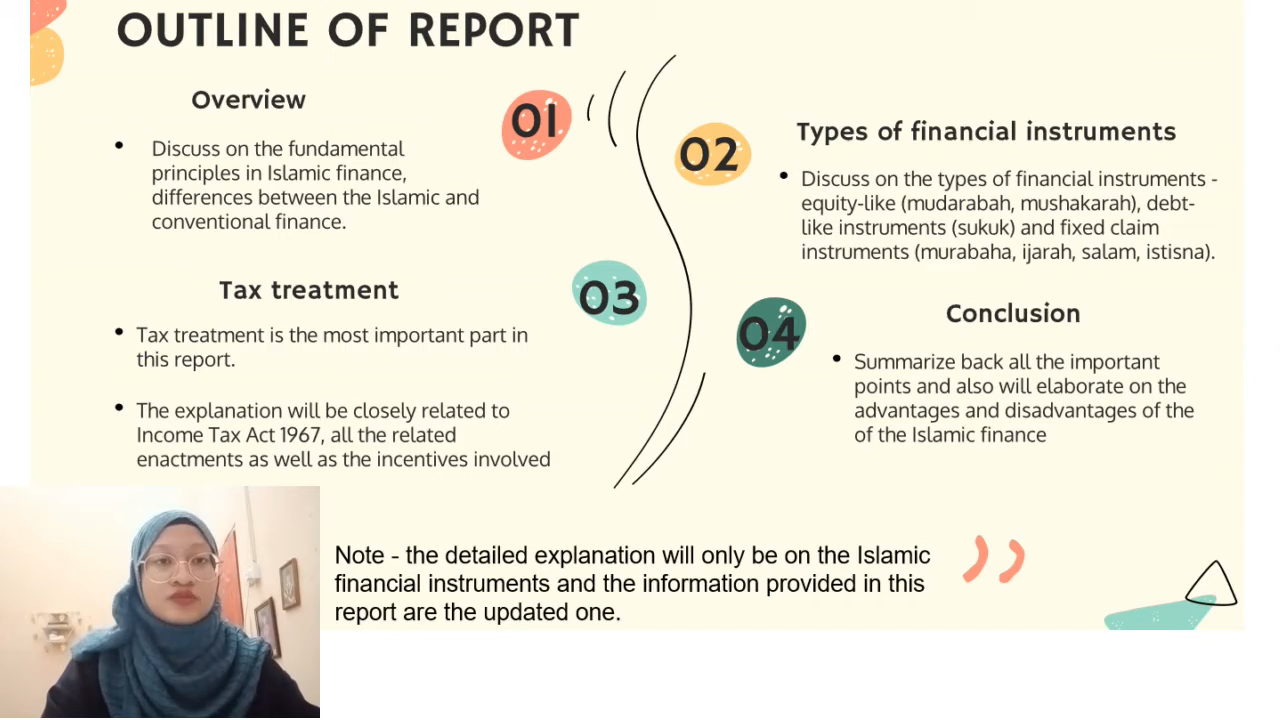 OUTLINE OF REPORT
Overview
01
• Discuss on the fundamental
principles in Islamic finance,
differences between the Islamic and
conventional finance.
02
Types of financial instruments
• Discuss on the types of financial instruments -
equity-like (mudarabah, mushakarah), debt-
like instruments (sukuk) and fixed claim
instruments (murabaha, ijarah, salam, istisna).
Tax treatment
03
• Tax treatment is the most important part in
this report.
• The explanation will be closely related to
Income Tax Act 1967, all the related
enactments as well as the incentives involved
04
Conclusion
• Summarize back all the important
points and also will elaborate on the
advantages and disadvantages of the
of the Islamic finance
Note - the detailed explanation will only be on the Islamic
financial instruments and the information provided in this
report are the updated one.